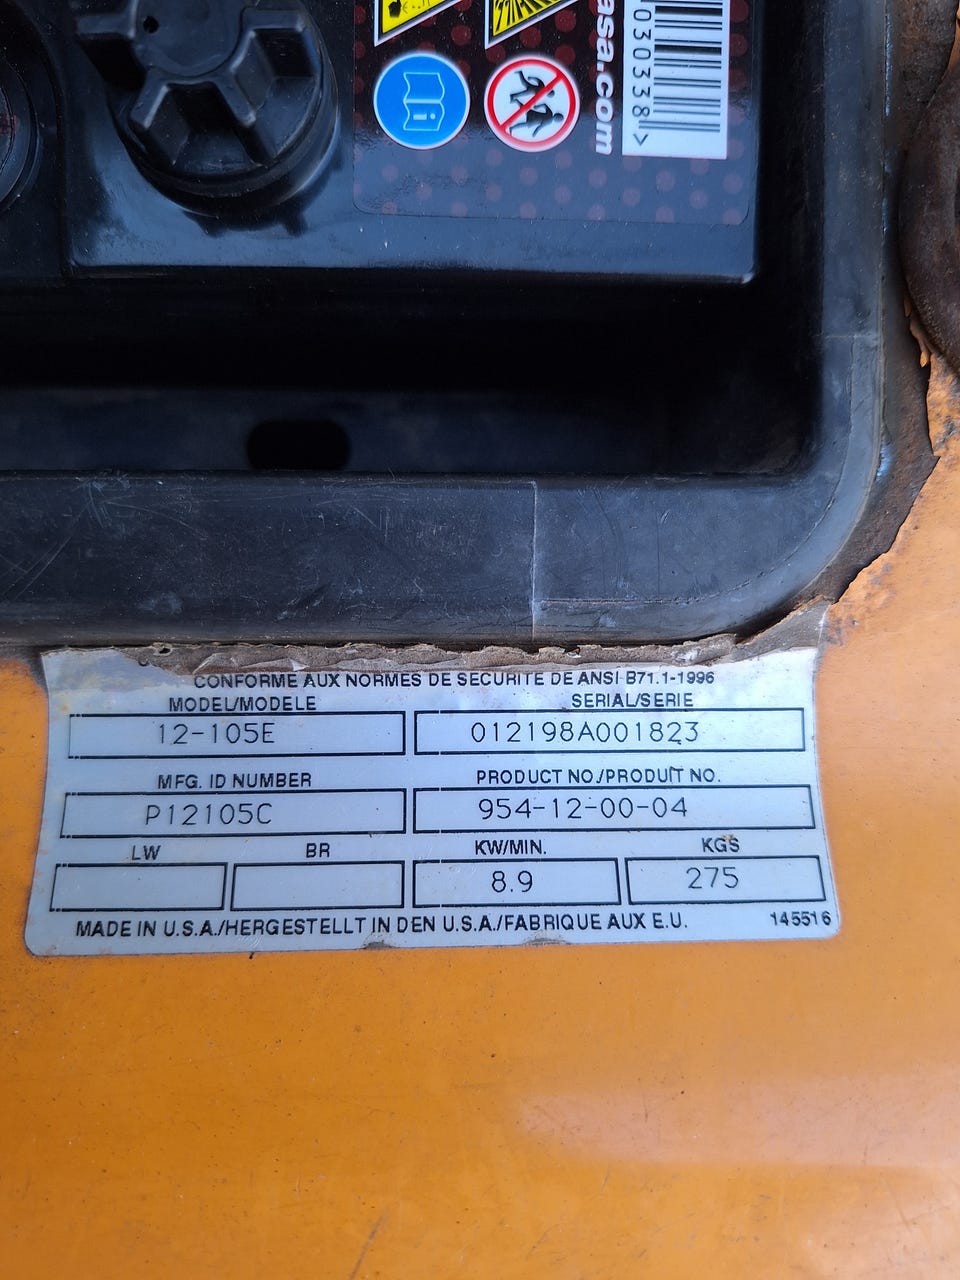 asa.com
030338
CONFORME AUX NORMES DE SECURITE DE ANSI B71.1-1996
MODEL/MODELE SERIAL/SERIE
12-105E 012198A001823
MFG. ID NUMBER PRODUCT NO./PRODUIT NO.
P12105C 954-12-00-04
LW BR KW/MIN. KGS
8.9 275
MADE IN U.S.A./HERGESTELLT IN DEN U.S.A./FABRIQUE AUX E.U. 145516